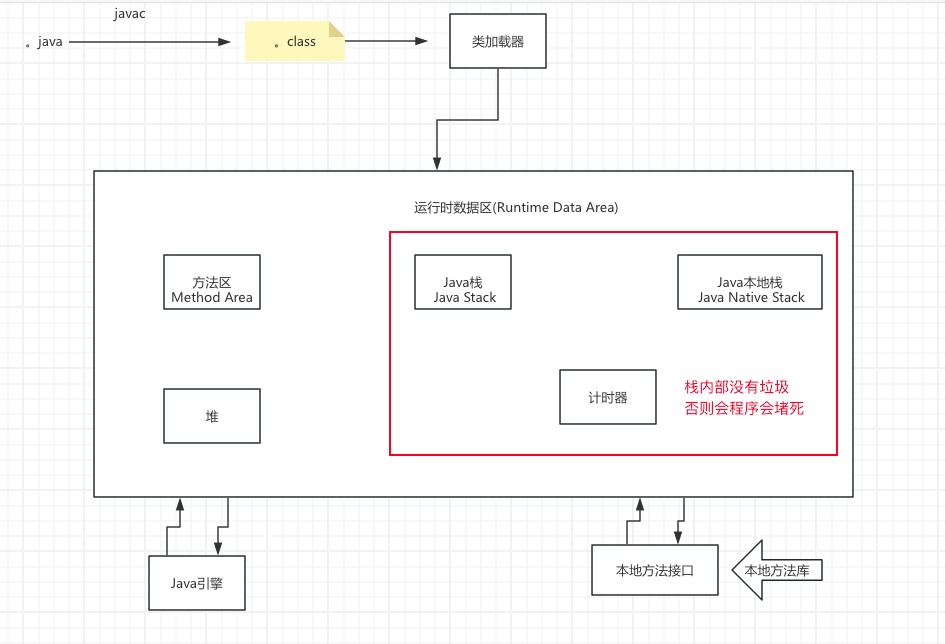 javac
。java
。class
类加载器
运行时数据区(Runtime Data Area)
方法区
Method Area
Java栈
Java Stack
Java本地栈
Java Native Stack
堆
计时器
栈内部没有垃圾
否则会程序会堵死
Java引擎
本地方法接口
本地方法库